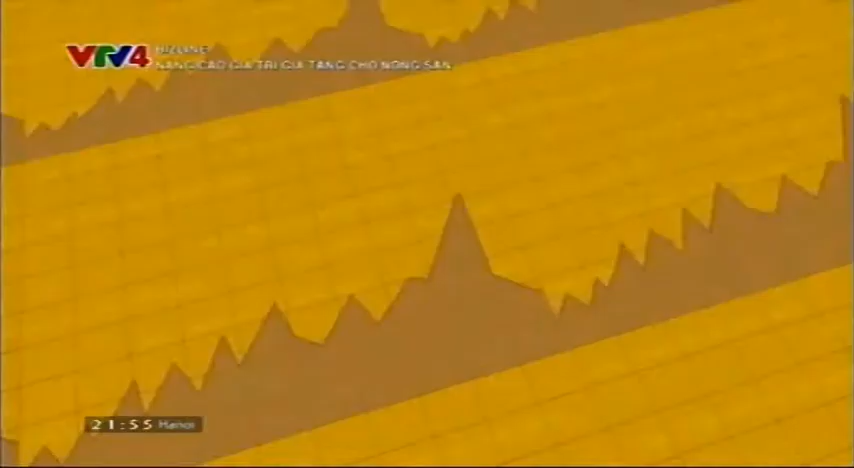 VTV4
BIZLINE
NÂNG CAO GIÁ TRỊ GIA TĂNG CHO NÔNG SẢN
21:55 Hanoi